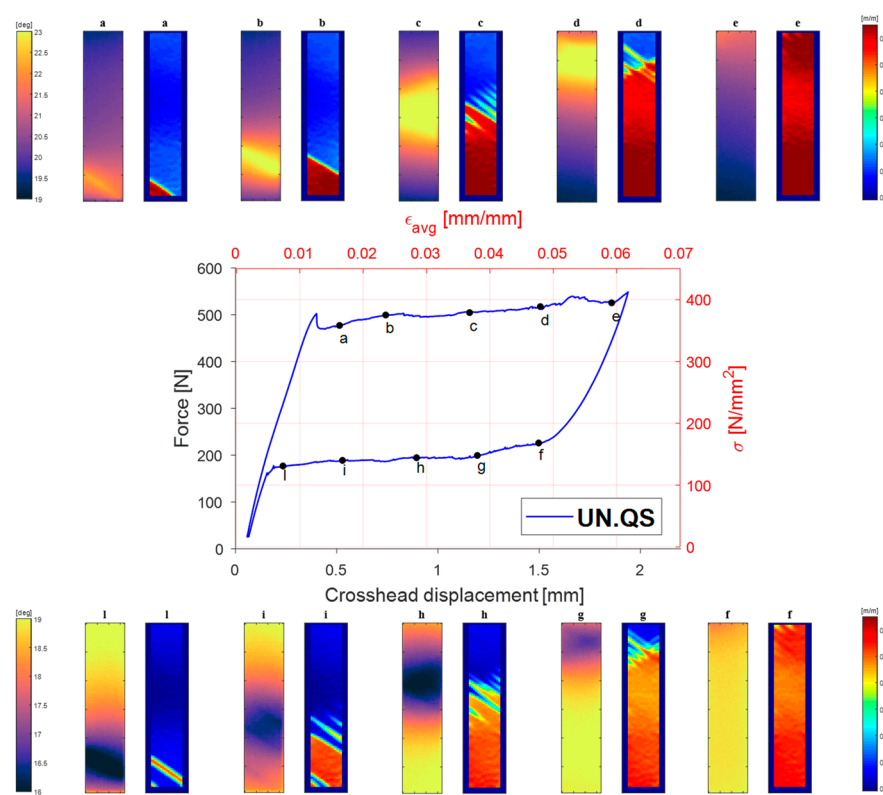 [deg] a a b b c c d d e e [m/m]
23
22.5
22
21.5
21
20.5
20
19.5
19
ϵavg [mm/mm]
0 0.01 0.02 0.03 0.04 0.05 0.06 0.07
600
500
400
300
200
100
0
Force [N]
a
b
c
d
e
l
i
h
g
f
UN.QS
400
300
200
100
0
σ [N/mm²]
0 0.5 1 1.5 2
Crosshead displacement [mm]
[deg] l l i i h h g g f f [m/m]
19
18.5
18
17.5
17
16.5
16